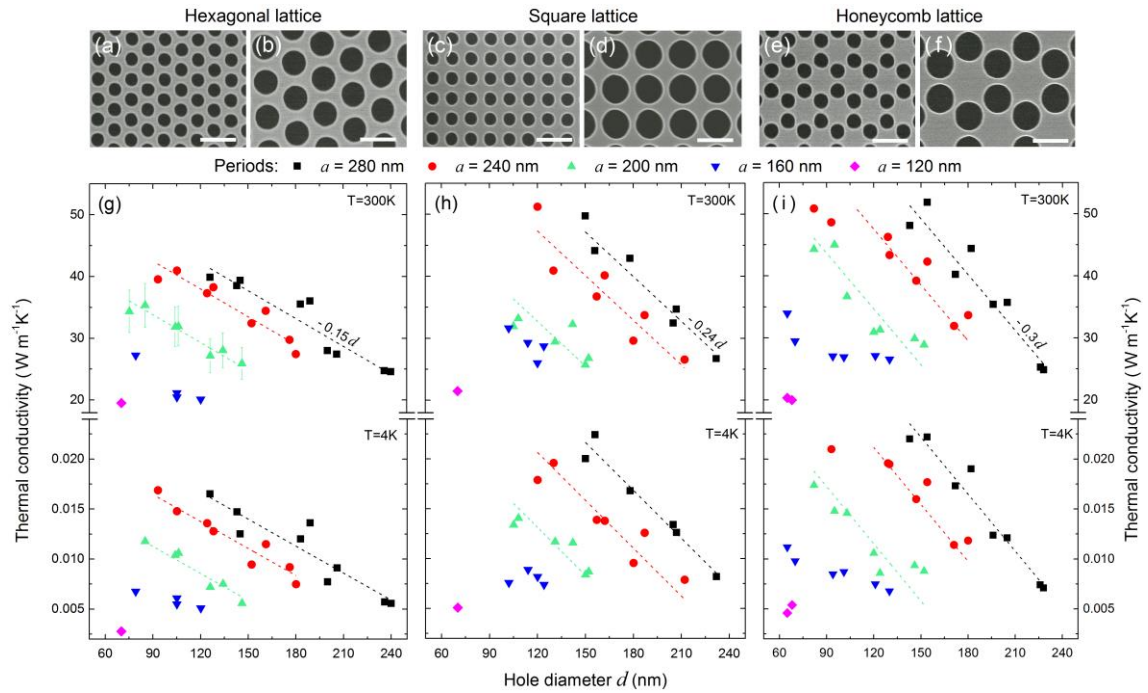 Hexagonal lattice
Square lattice
Honeycomb lattice
(a)
(b)
(c)
(d)
(e)
(f)
Periods: a = 280 nm a = 240 nm a = 200 nm a = 160 nm a = 120 nm
(g)
T=300K
(h)
T=300K
(i)
T=300K
50
40
30
20
- 0.15 d
- 0.24 d
- 0.3 d
50
40
30
20
T=4K
T=4K
T=4K
0.020
0.015
0.010
0.005
0.020
0.015
0.010
0.005
Thermal conductivity ( W m⁻¹K⁻¹)
Thermal conductivity ( W m⁻¹K⁻¹)
60 90 120 150 180 210 240
60 90 120 150 180 210 240
60 90 120 150 180 210 240
Hole diameter d (nm)